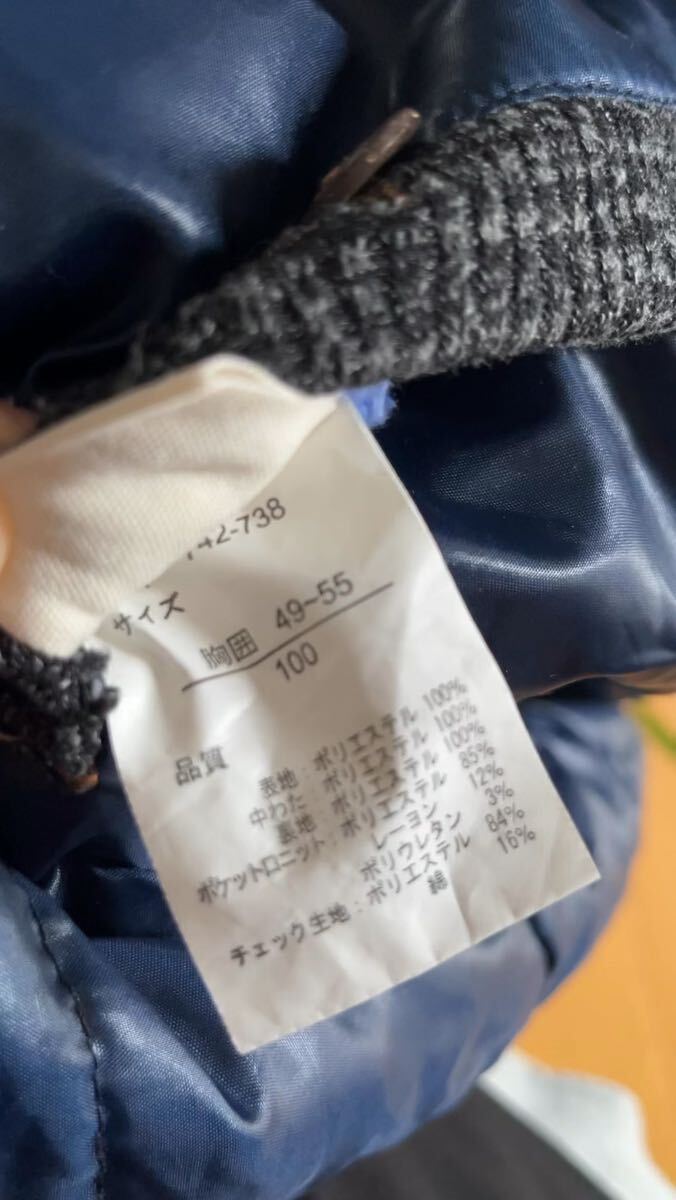 742-738
サイズ
胸囲 49~55
100
品質
表地:ポリエステル 100%
中わた:ポリエステル 100%
裏地:ポリエステル 100%
ポケット口ニット:ポリエステル 85%
レーヨン 12%
ポリウレタン 3%
チェック生地:ポリエステル 84%
綿 16%